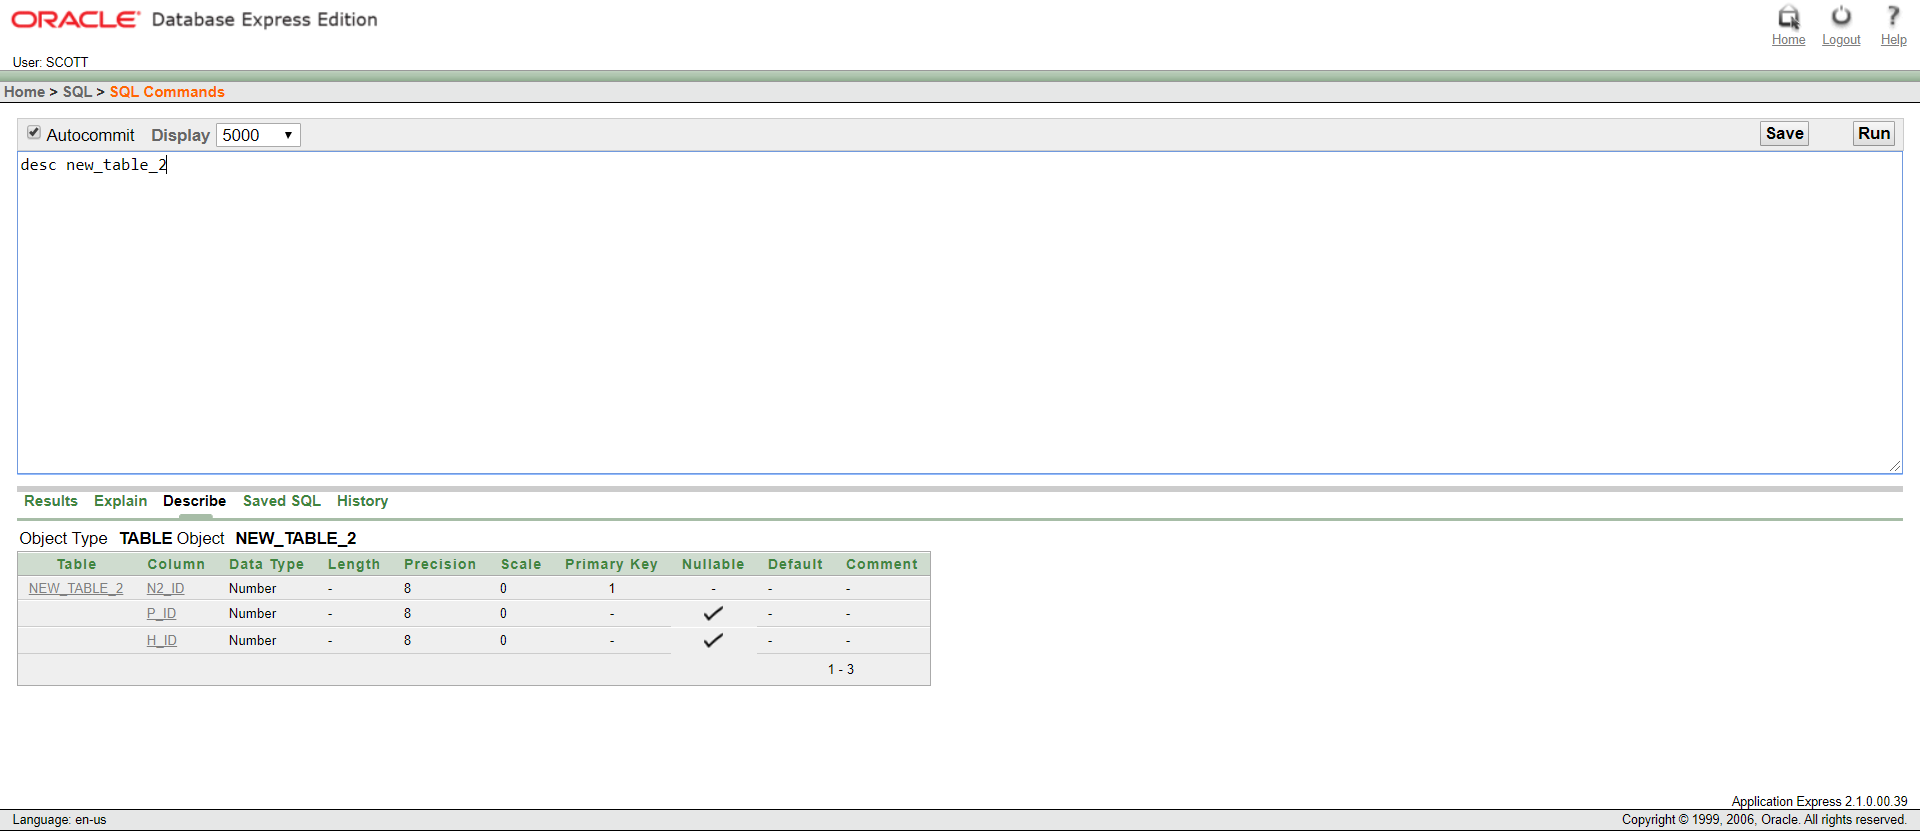 ORACLE Database Express Edition
Home Logout Help
User: SCOTT
Home > SQL > SQL Commands
Autocommit Display 5000 Save Run
desc new_table_2
Results Explain Describe Saved SQL History
Object Type TABLE Object NEW_TABLE_2
Table Column Data Type Length Precision Scale Primary Key Nullable Default Comment
NEW_TABLE_2 N2_ID Number - 8 0 1 - - -
P_ID Number - 8 0 - - -
H_ID Number - 8 0 - - -
1 - 3
Application Express 2.1.0.00.39
Language: en-us Copyright © 1999, 2006, Oracle. All rights reserved.